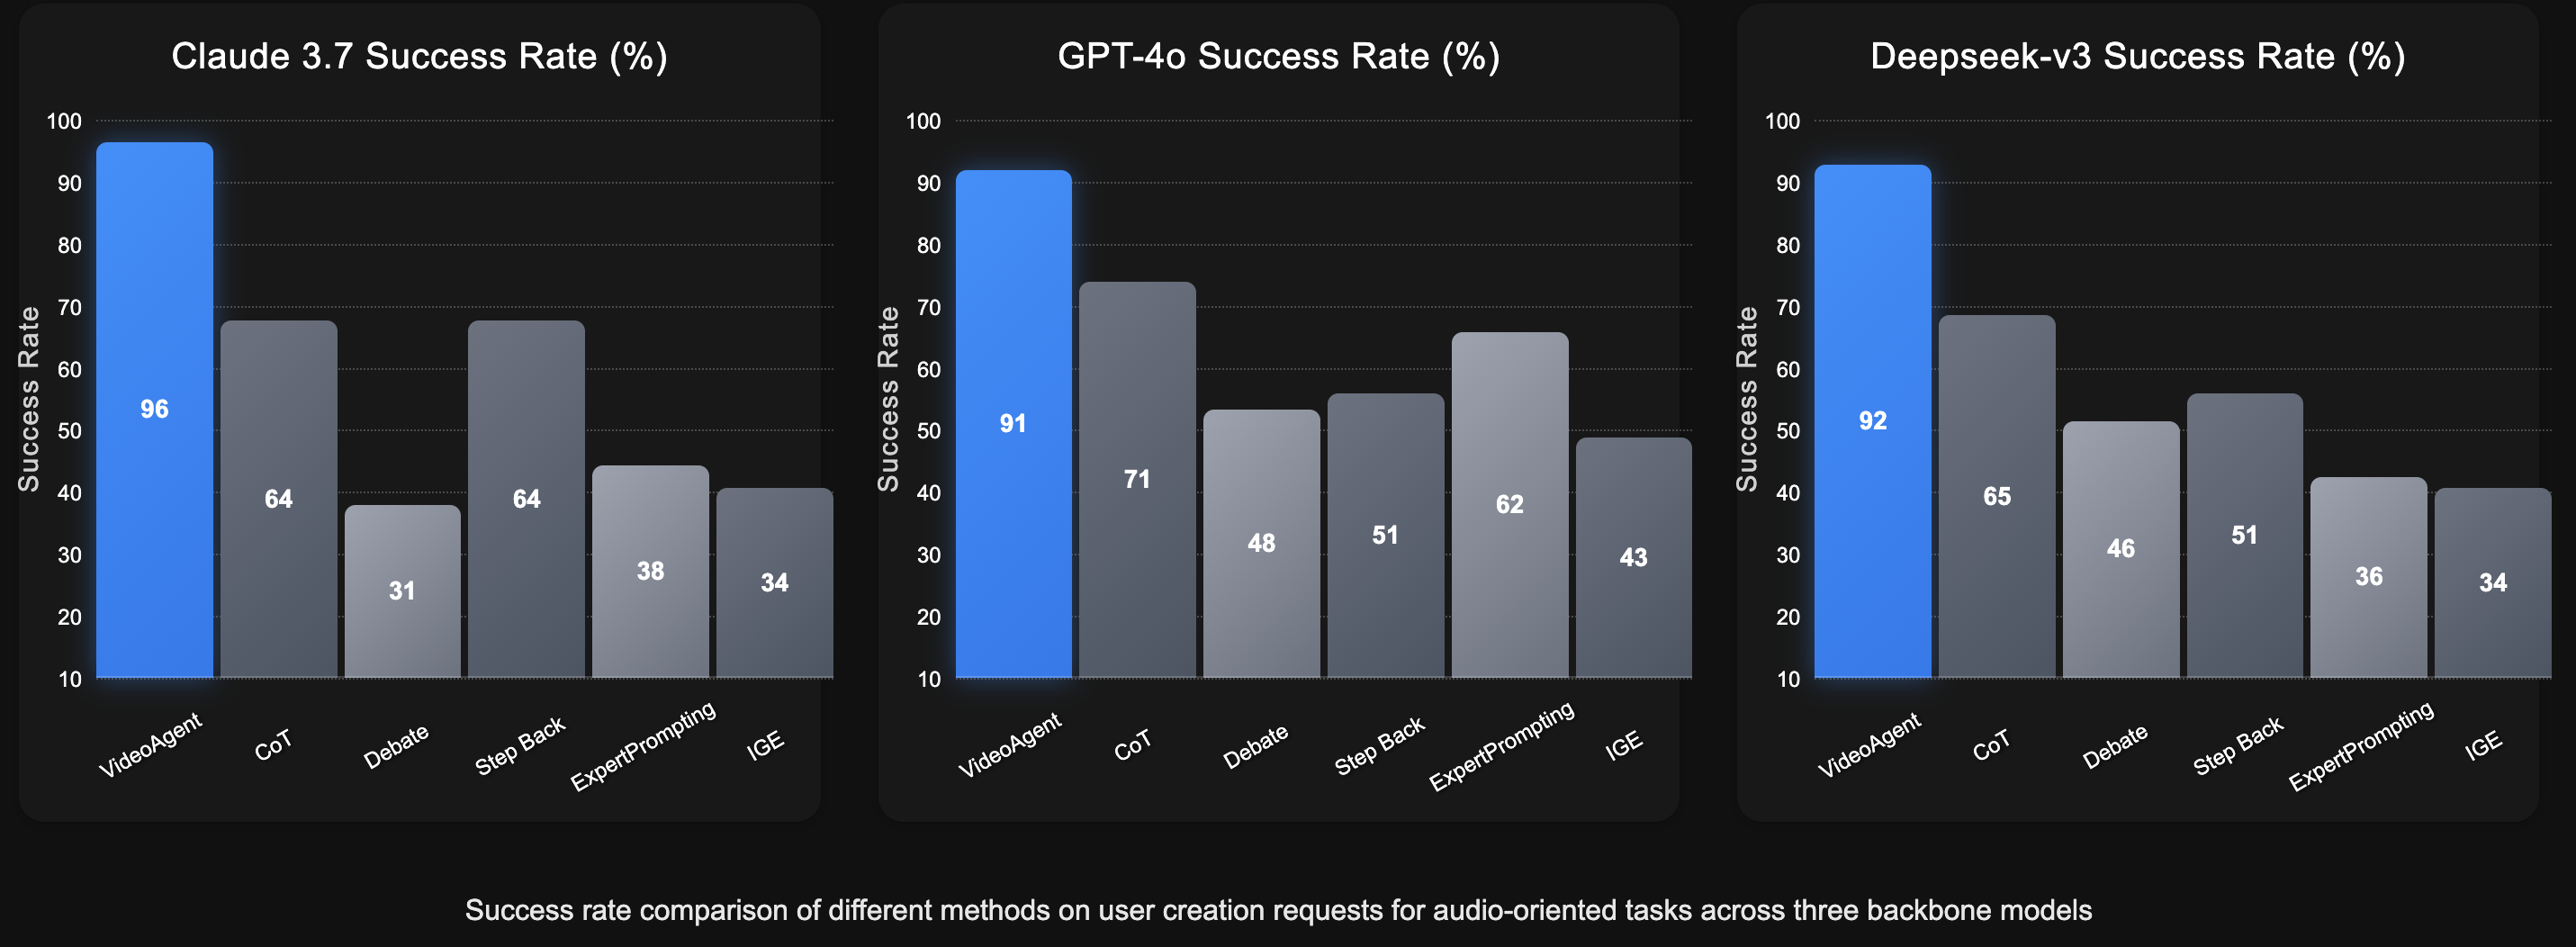 Claude 3.7 Success Rate (%)
Success Rate
100
90
80
70
60
50
40
30
20
10
96
64
31
64
38
34
VideoAgent
CoT
Debate
Step Back
ExpertPrompting
IGE
GPT-4o Success Rate (%)
Success Rate
100
90
80
70
60
50
40
30
20
10
91
71
48
51
62
43
VideoAgent
CoT
Debate
Step Back
ExpertPrompting
IGE
Deepseek-v3 Success Rate (%)
Success Rate
100
90
80
70
60
50
40
30
20
10
92
65
46
51
36
34
VideoAgent
CoT
Debate
Step Back
ExpertPrompting
IGE
Success rate comparison of different methods on user creation requests for audio-oriented tasks across three backbone models